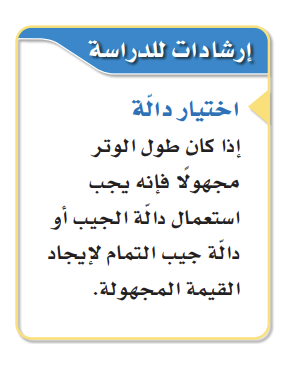 إرشادات للدراسة
اختيار دالّة
إذا كان طول الوتر
مجهولًا فإنه يجب
استعمال دالّة الجيب أو
دالّة جيب التمام لإيجاد
القيمة المجهولة.